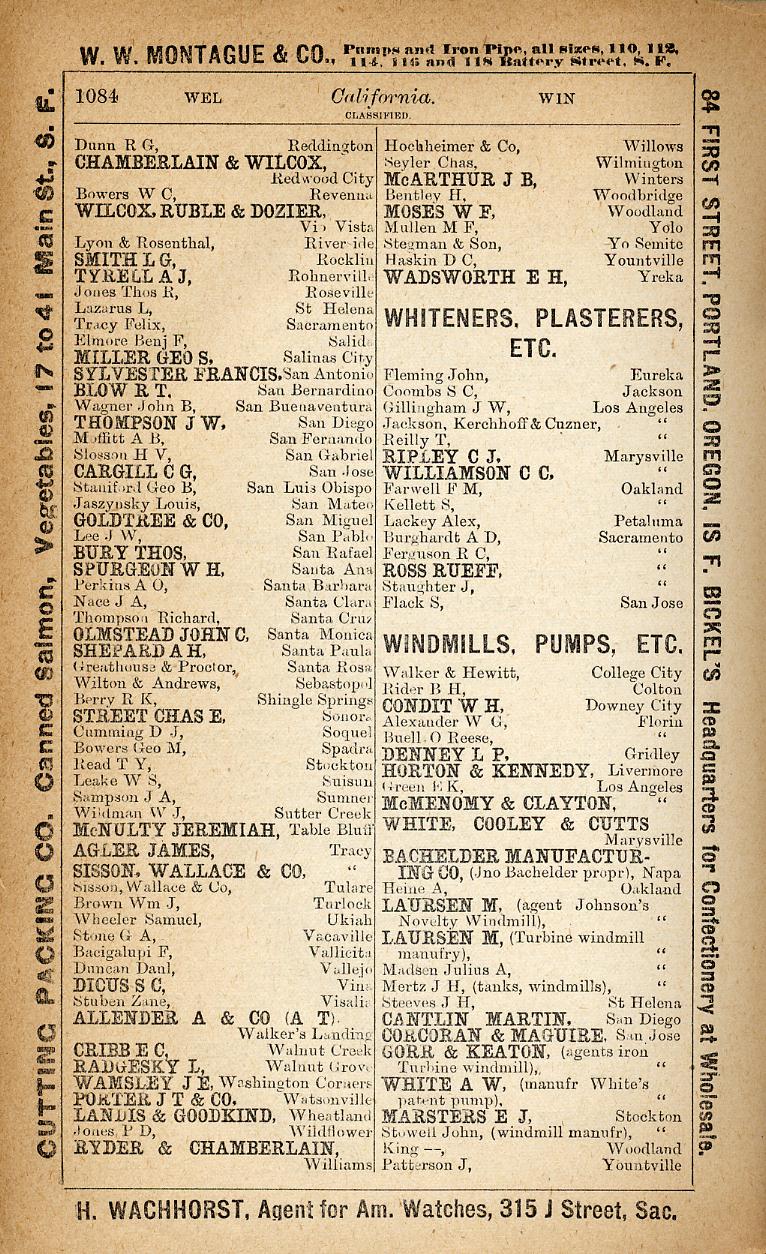 W. W. MONTAGUE & CO., Pumps and Iron Pipe, all sizes, 110, 112,
114, 116 and 118 Battery Street, S. F.
1084 WEL California. WIN
CLASSIFIED.
Dunn R G, Reddington
CHAMBERLAIN & WILCOX,
Redwood City
Bowers W C, Revenna
WILCOX, RUBLE & DOZIER,
Vista
Lyon & Rosenthal, Riverside
SMITH L G, Rocklin
TYRELL A J, Rohnerville
Jones Thos R, Roseville
Lazarus L, St Helena
Tracy Felix, Sacramento
Elmore Benj F, Salida
MILLER GEO S, Salinas City
SYLVESTER FRANCIS, San Antonio
BLOW R T, San Bernardino
Wagner John B, San Buenaventura
THOMPSON J W, San Diego
Moffitt A B, San Fernando
Slosson H V, San Gabriel
CARGILL C G, San Jose
Staniford Geo B, San Luis Obispo
Jaszynsky Louis, San Mateo
GOLDTREE & CO, San Miguel
Lee J W, San Pablo
BURY THOS, San Rafael
SPURGEON W H, Santa Ana
Perkins A O, Santa Barbara
Nace J A, Santa Clara
Thompson Richard, Santa Cruz
OLMSTEAD JOHN C, Santa Monica
SHEPARD A H, Santa Paula
Greathouse & Proctor, Santa Rosa
Wilton & Andrews, Sebastopol
Berry R K, Shingle Springs
STREET CHAS E, Sonora
Cumming D J, Soquel
Bowers Geo M, Spadra
Read T Y, Stockton
Leake W S, Suisun
Sampson J A, Sumner
Wildman W J, Sutter Creek
McNULTY JEREMIAH, Table Bluff
AGLER JAMES, Tracy
SISSON, WALLACE & CO, “
Sisson, Wallace & Co, Tulare
Brown Wm J, Turlock
Wheeler Samuel, Ukiah
Stone G A, Vacaville
Bacigalupi F, Vallicita
Duncan Danl, Vallejo
DICUS S C, Vina
Stuben Zane, Visalia
ALLENDER A & CO (A T),
Walker's Landing
CRIBB E C, Walnut Creek
RADGESKY L, Walnut Grove
WAMSLEY J E, Washington Corners
PORTER J T & CO, Watsonville
LANDIS & GOODKIND, Wheatland
Jones P D, Wildflower
RYDER & CHAMBERLAIN,
Williams
Hochheimer & Co, Willows
Seyler Chas, Wilmington
McARTHUR J B, Winters
Bentley H, Woodbridge
MOSES W F, Woodland
Mullen M F, Yolo
Stegman & Son, Yo Semite
Haskin D C, Yountville
WADSWORTH E H, Yreka
WHITENERS, PLASTERERS,
ETC.
Fleming John, Eureka
Coombs S C, Jackson
Gillingham J W, Los Angeles
Jackson, Kerchhoff & Cuzner, “
Reilly T, “
RIPLEY C J, Marysville
WILLIAMSON C C, “
Farwell F M, Oakland
Kellett S, “
Lackey Alex, Petaluma
Burghardt A D, Sacramento
Ferguson R C, “
ROSS RUEFF, “
Slaughter J, “
Flack S, San Jose
WINDMILLS, PUMPS, ETC.
Walker & Hewitt, College City
Rider B H, Colton
CONDIT W H, Downey City
Alexander W G, Florin
Buell O Reese, “
DENNEY L P, Gridley
HORTON & KENNEDY, Livermore
Green E K, Los Angeles
McMENOMY & CLAYTON, “
WHITE, COOLEY & CUTTS
Marysville
BACHELDER MANUFACTUR-
ING CO, (Jno Bachelder propr), Napa
Heine A, Oakland
LAURSEN M, (agent Johnson's
Novelty Windmill), “
LAURSEN M, (Turbine windmill
manufry), “
Madsen Julius A, “
Mertz J H, (tanks, windmills), “
Steeves J H, St Helena
CANTLIN MARTIN, San Diego
CORCORAN & MAGUIRE, San Jose
GORR & KEATON, (agents iron
Turbine windmill), “
WHITE A W, (manufr White's
patent pump), “
MARSTERS E J, Stockton
Stowell John, (windmill manufr), “
King —, Woodland
Patterson J, Yountville
CUTTING PACKING CO. Canned Salmon, Vegetables, 17 to 41 Main St., S. F.
84 FIRST STREET, PORTLAND, OREGON, IS F. BICKEL'S Headquarters for Confectionery at Wholesale.
H. WACHHORST, Agent for Am. Watches, 315 J Street, Sac.